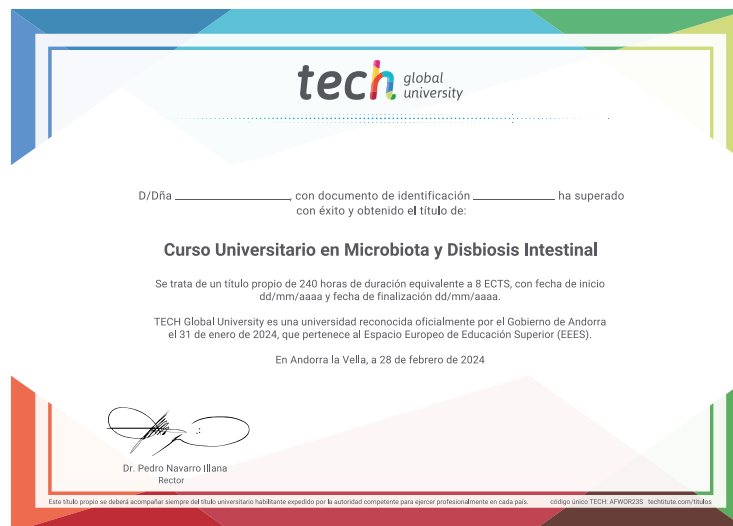 tech global university
D/Dña ____________, con documento de identificación ____________ ha superado
con éxito y obtenido el título de:
Curso Universitario en Microbiota y Disbiosis Intestinal
Se trata de un título propio de 240 horas de duración equivalente a 8 ECTS, con fecha de inicio
dd/mm/aaaa y fecha de finalización dd/mm/aaaa.
TECH Global University es una universidad reconocida oficialmente por el Gobierno de Andorra
el 31 de enero de 2024, que pertenece al Espacio Europeo de Educación Superior (EEES).
En Andorra la Vella, a 28 de febrero de 2024
Dr. Pedro Navarro Illana
Rector
Este título propio se deberá acompañar siempre del título universitario habilitante expedido por la autoridad competente para ejercer profesionalmente en cada país. código único TECH: AFWOR23S techtitute.com/titulos